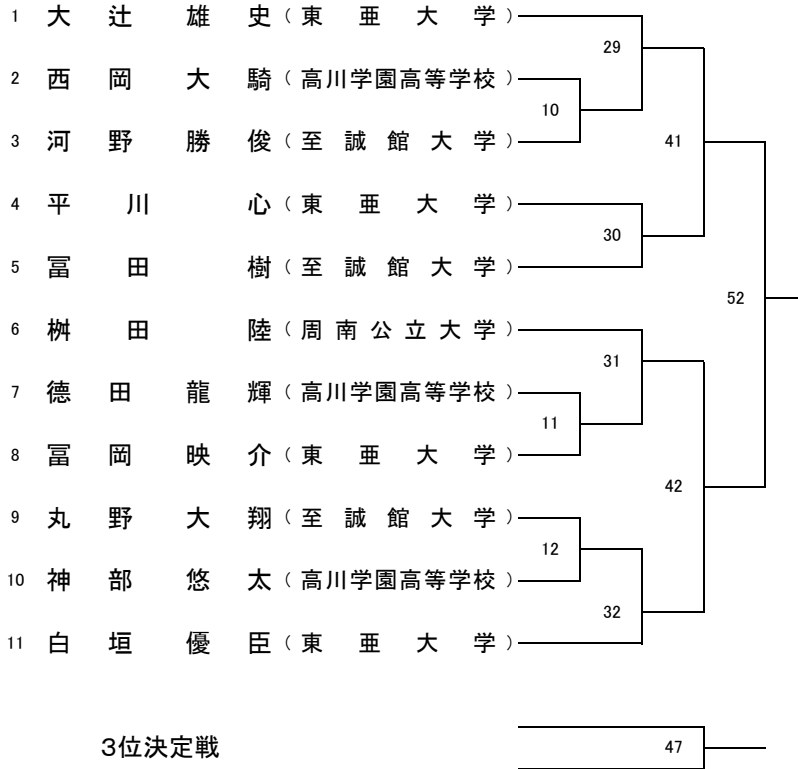 1 大辻 雄史（東亜大学）
29
2 西岡 大騎（高川学園高等学校）
10
3 河野 勝俊（至誠館大学）
41
4 平川 心（東亜大学）
30
5 冨田 樹（至誠館大学）
52
6 桝田 陸（周南公立大学）
31
7 德田 龍輝（高川学園高等学校）
11
8 冨岡 映介（東亜大学）
42
9 丸野 大翔（至誠館大学）
12
10 神部 悠太（高川学園高等学校）
32
11 白垣 優臣（東亜大学）
3位決定戦 47